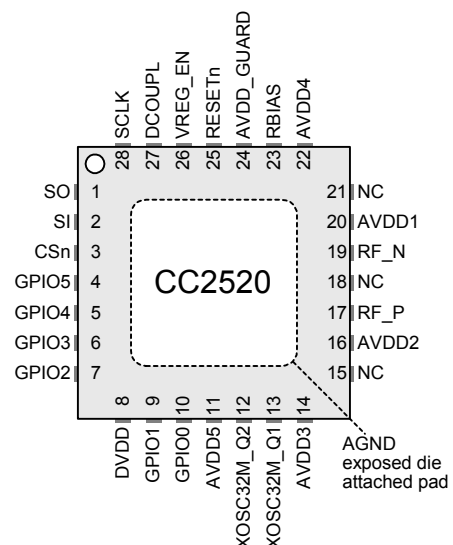 SCLK
DCOUPL
VREG_EN
RESETn
AVDD_GUARD
RBIAS
AVDD4
28
27
26
25
24
23
22
SO 1
SI 2
CSn 3
GPIO5 4
GPIO4 5
GPIO3 6
GPIO2 7
CC2520
21 NC
20 AVDD1
19 RF_N
18 NC
17 RF_P
16 AVDD2
15 NC
8
9
10
11
12
13
14
DVDD
GPIO1
GPIO0
AVDD5
XOSC32M_Q2
XOSC32M_Q1
AVDD3
AGND
exposed die
attached pad